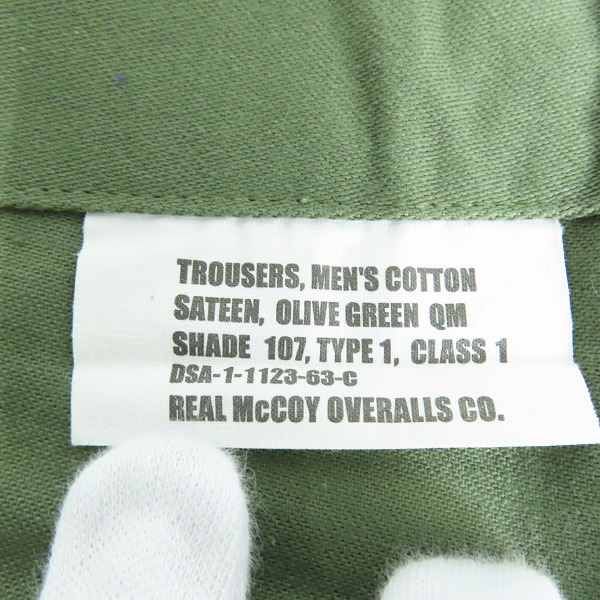 TROUSERS, MEN'S COTTON
SATEEN, OLIVE GREEN QM
SHADE 107, TYPE 1, CLASS 1
DSA-1-1123-63-C
REAL McCOY OVERALLS CO.